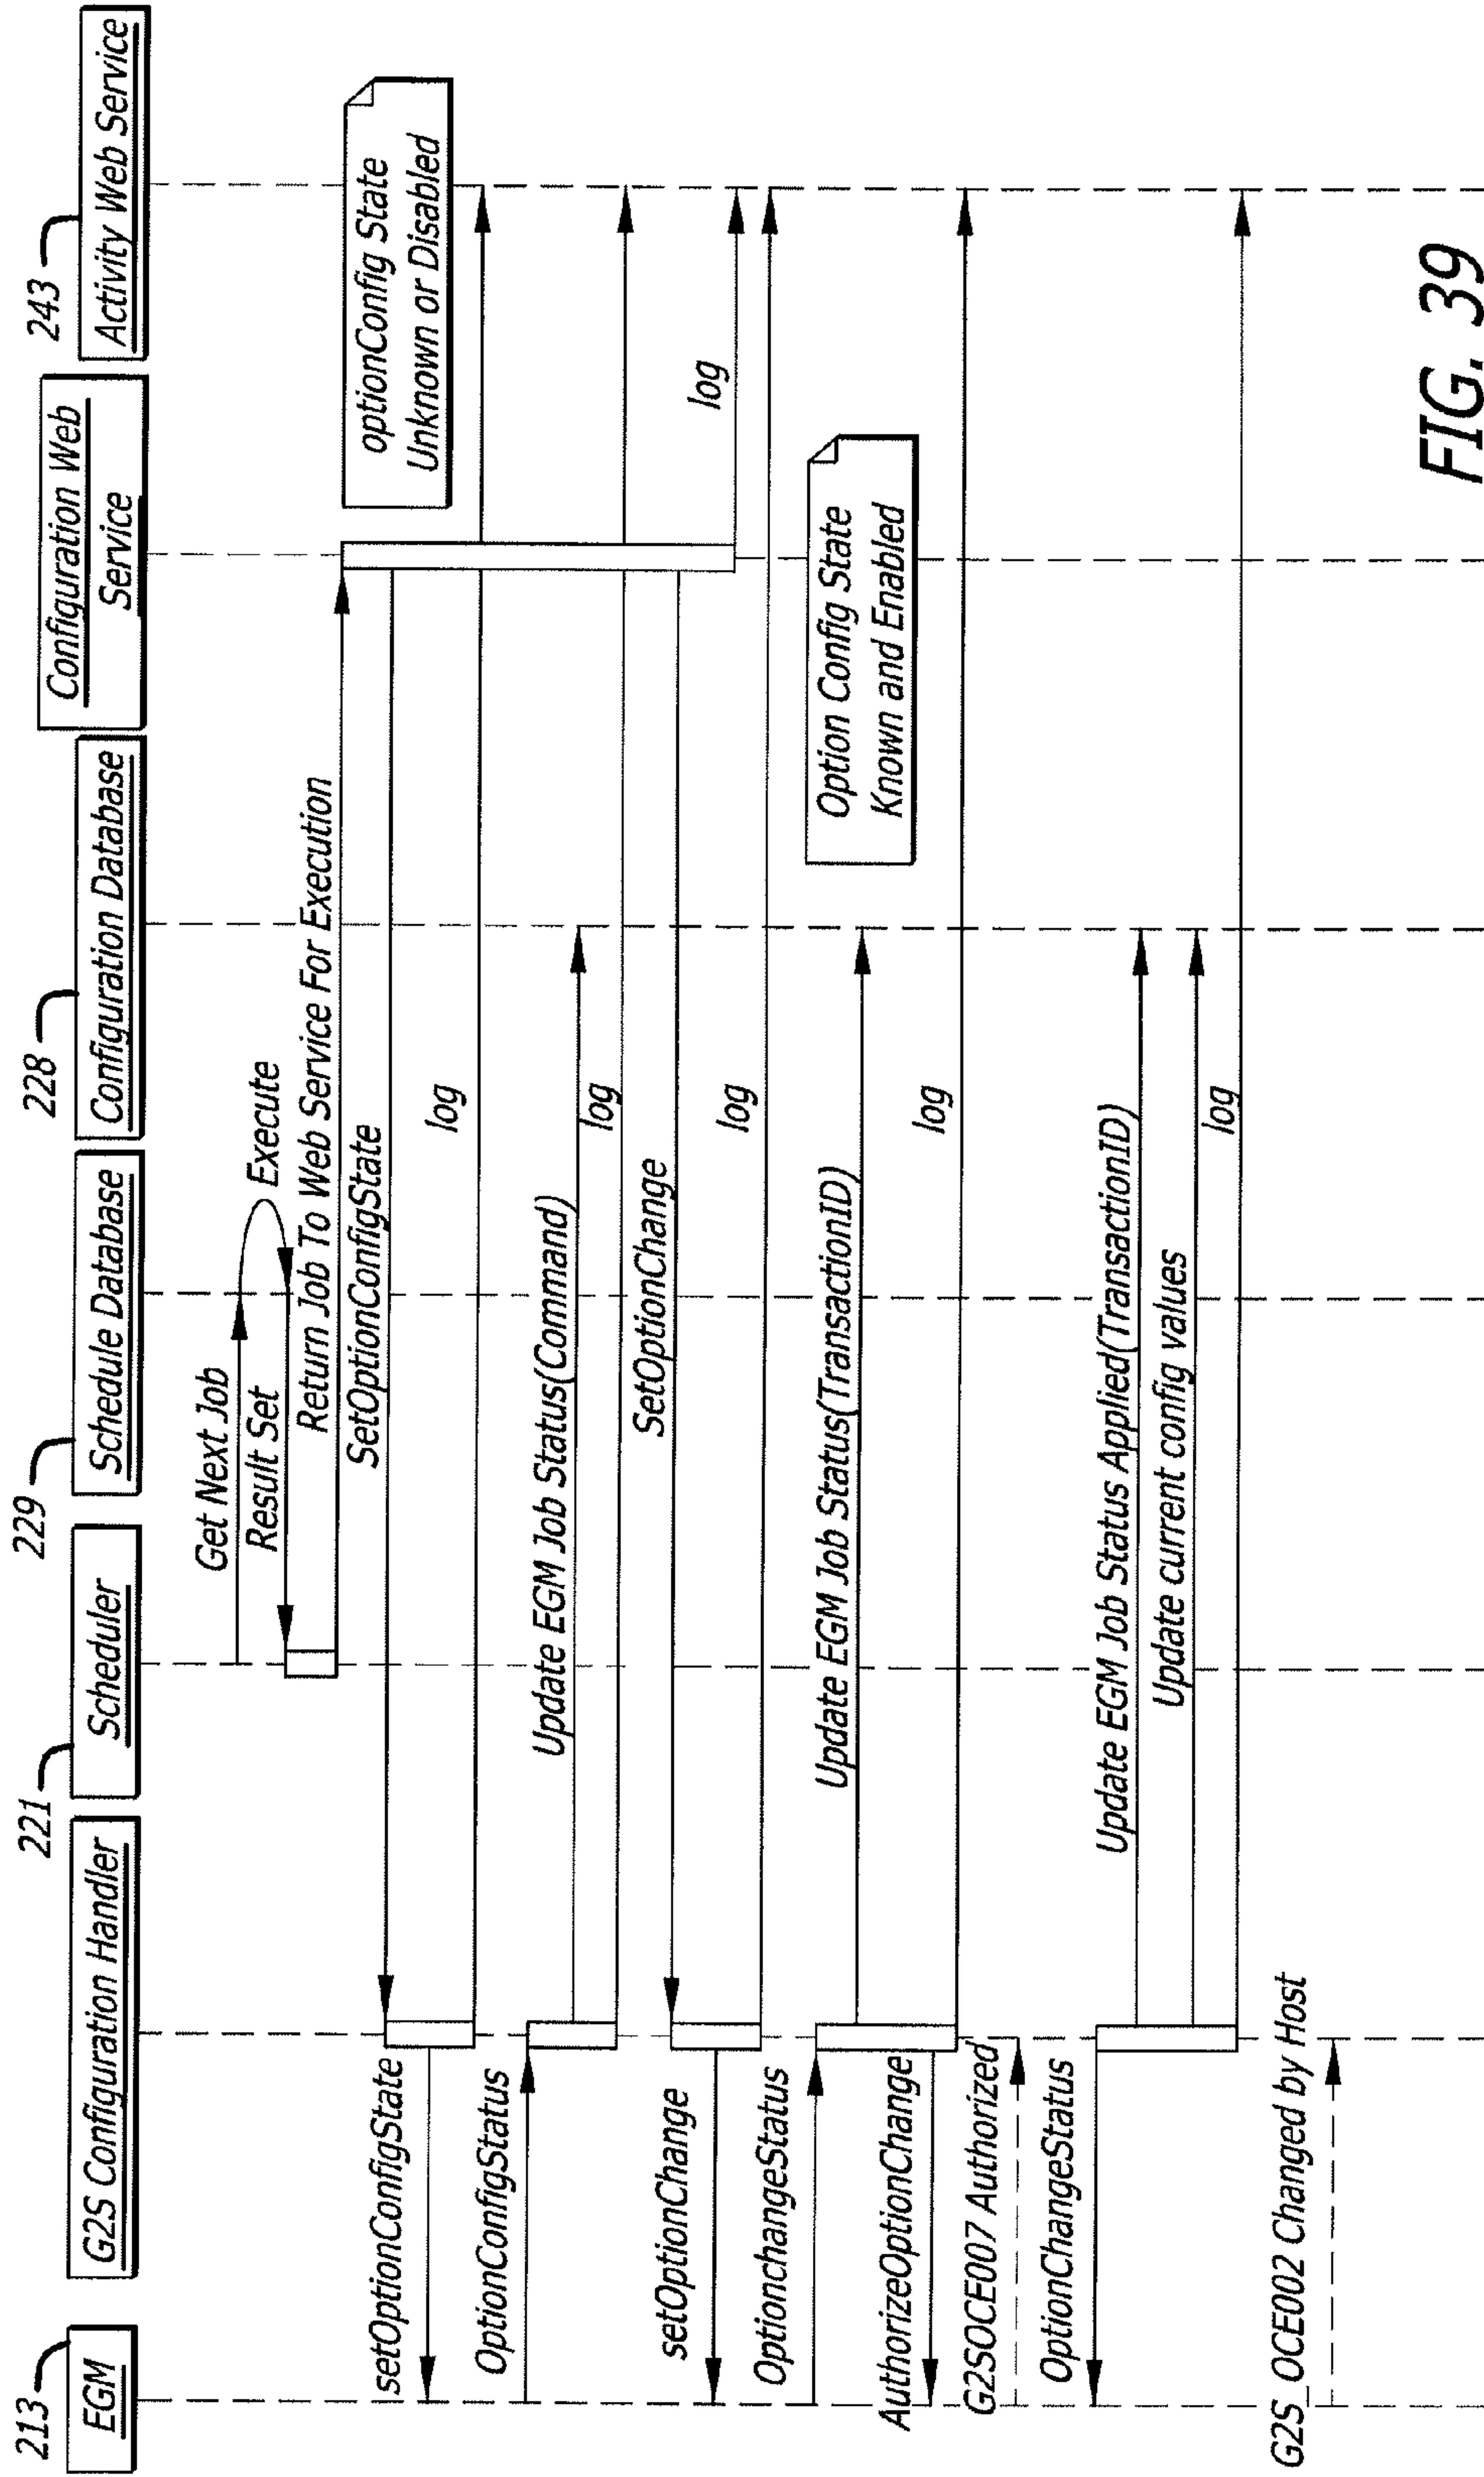 213
EGM
G2S Configuration Handler
221
Scheduler
229
Schedule Database
228
Configuration Database
Configuration Web
Service
243
Activity Web Service
Get Next Job
Execute
Result Set
Return Job To Web Service For Execution
optionConfig State
Unknown or Disabled
SetOptionConfigState
setOptionConfigState
log
OptionConfigStatus
Update EGM Job Status(Command)
log
SetOptionChange
setOptionChange
log
log
OptionchangeStatus
Update EGM Job Status(TransactionID)
Option Config State
Known and Enabled
AuthorizeOptionChange
log
G2SOCE007 Authorized
OptionChangeStatus
Update EGM Job Status Applied(TransactionID)
Update current config values
log
G2S_OCE002 Changed by Host
FIG. 39